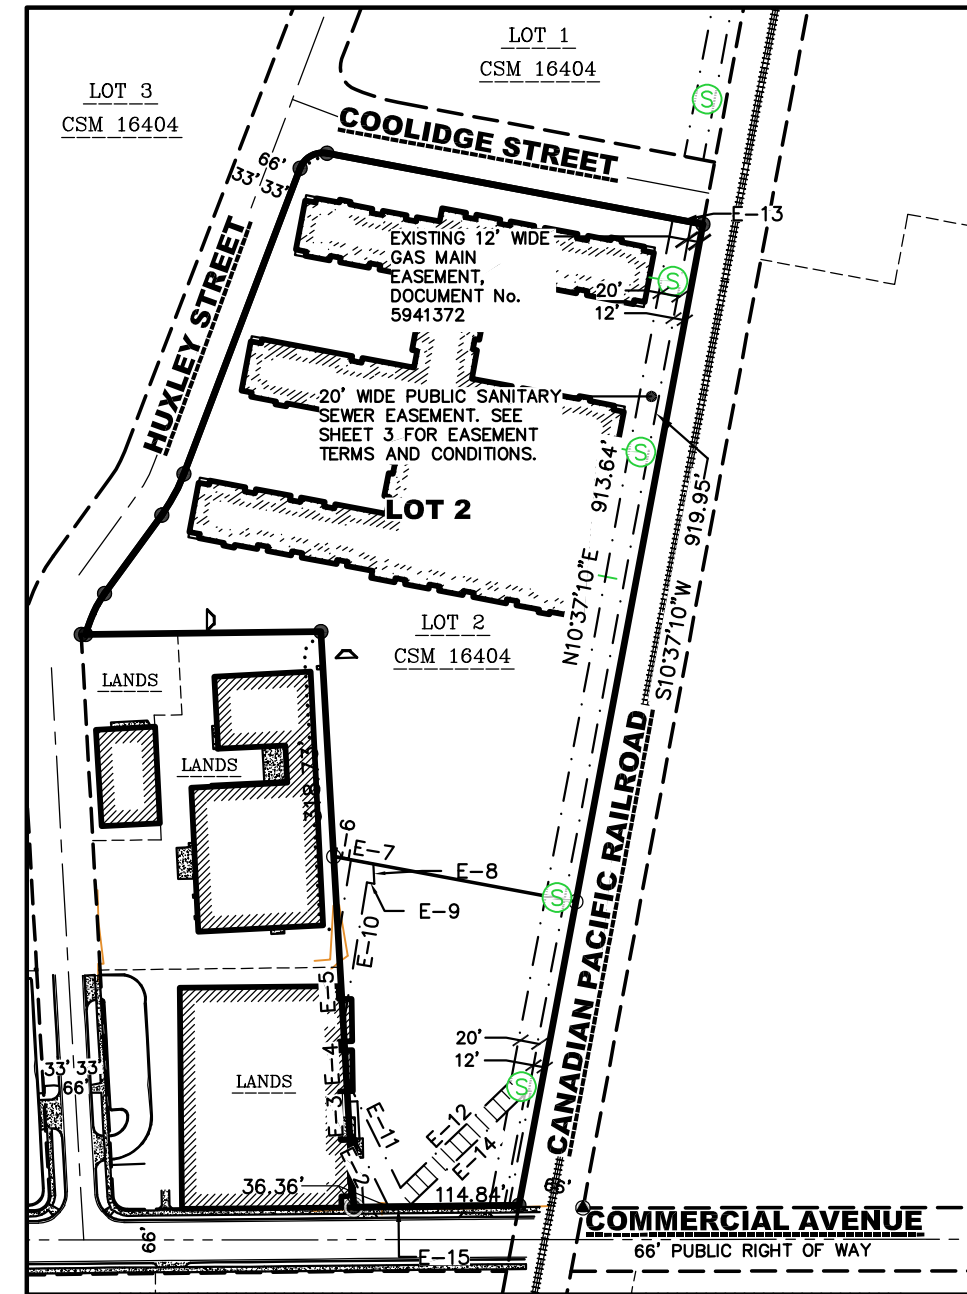 LOT 1
CSM 16404
LOT 3
CSM 16404
COOLIDGE STREET
66'
33' 33'
E-13
HUXLEY STREET
EXISTING 12' WIDE
GAS MAIN
EASEMENT,
DOCUMENT No.
5941372
20'
12'
20' WIDE PUBLIC SANITARY
SEWER EASEMENT. SEE
SHEET 3 FOR EASEMENT
TERMS AND CONDITIONS.
S
S
S
913.64'
919.95'
LOT 2
N10°37'10"E
S10°37'10"W
LOT 2
CSM 16404
LANDS
LANDS
318.73'
CANADIAN PACIFIC RAILROAD
E-6
E-7
E-8
E-9
E-10
S
E-5
20'
12'
E-4
33' 33'
66'
LANDS
S
E-3
E-11
E-12
E-14
E-2
36.36'
114.84'
66'
COMMERCIAL AVENUE
66' PUBLIC RIGHT OF WAY
66'
E-15